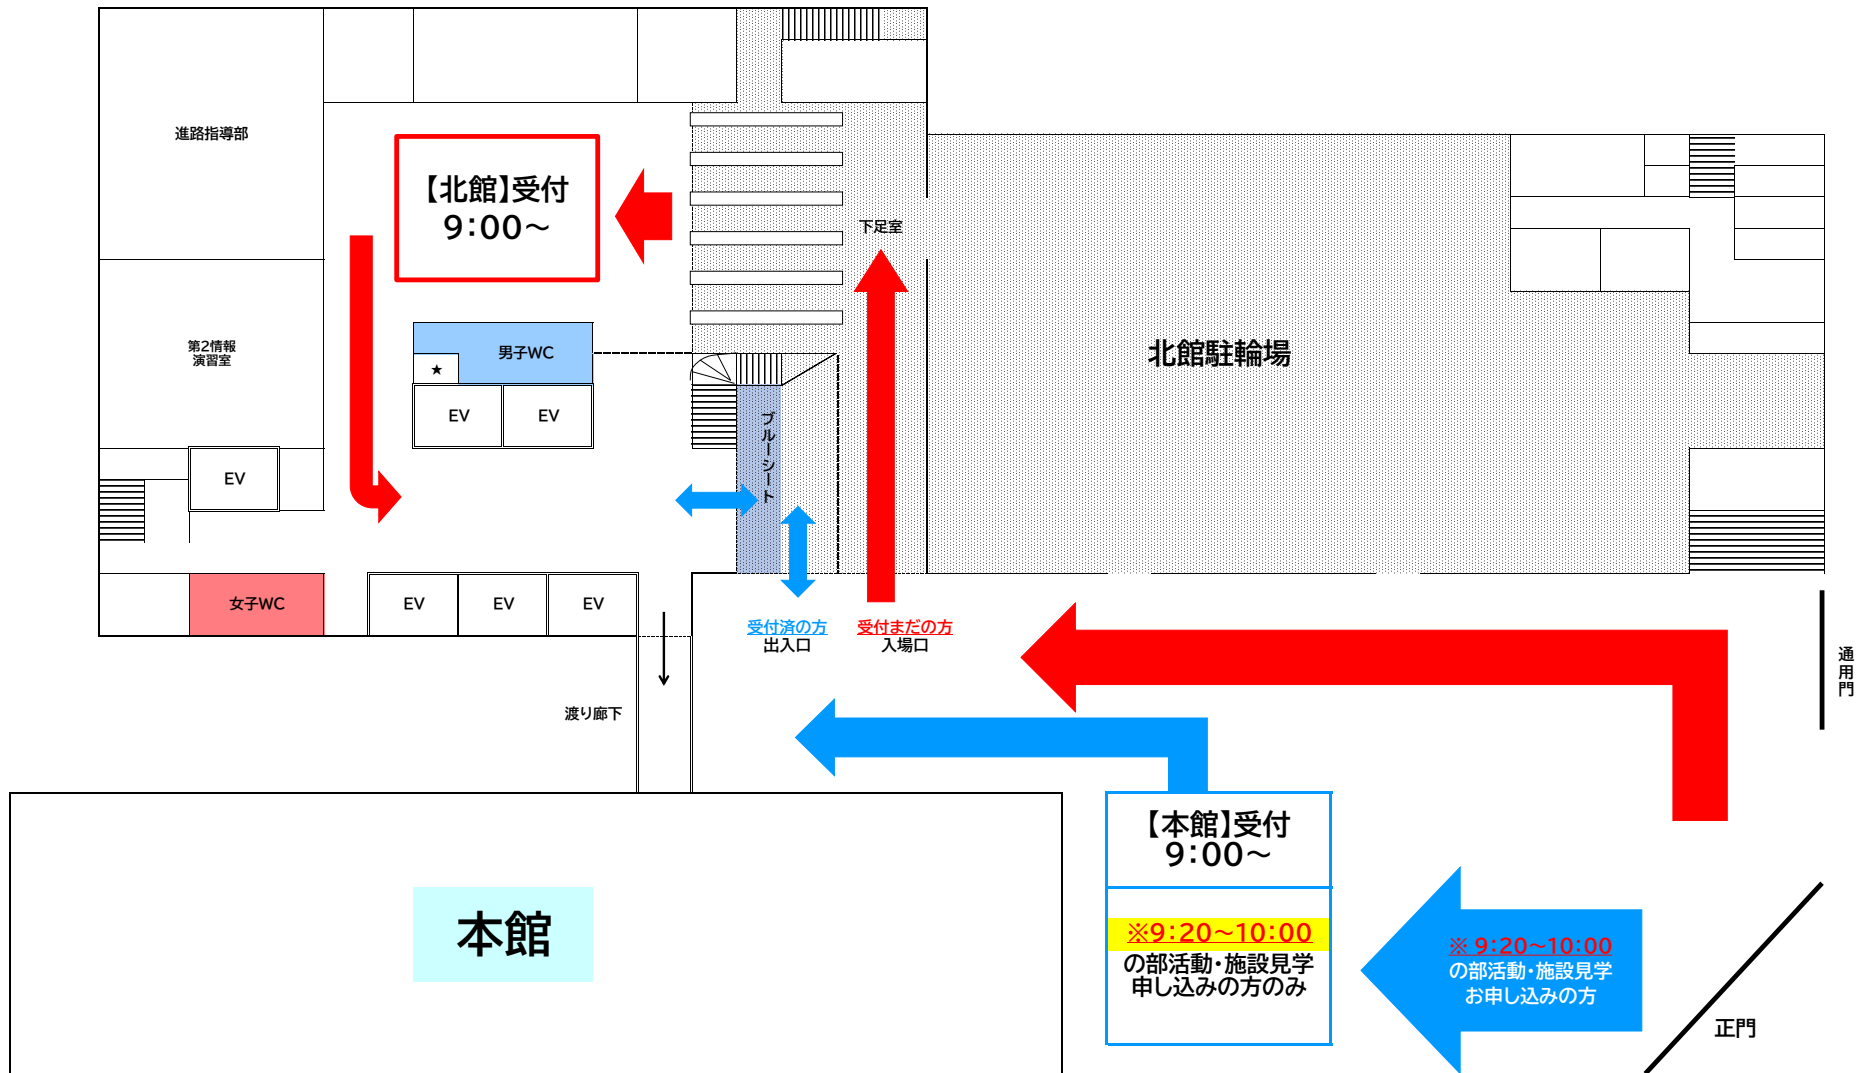 進路指導部
【北館】受付
9:00～
下足室
第2情報
演習室
男子WC
★
北館駐輪場
EV
EV
ブルーシート
EV
女子WC
EV
EV
EV
受付済の方
出入口
受付まだの方
入場口
通用門
渡り廊下
【本館】受付
9:00～
本館
※9:20～10:00
の部活動・施設見学
申し込みの方のみ
※ 9:20～10:00
の部活動・施設見学
お申し込みの方
正門